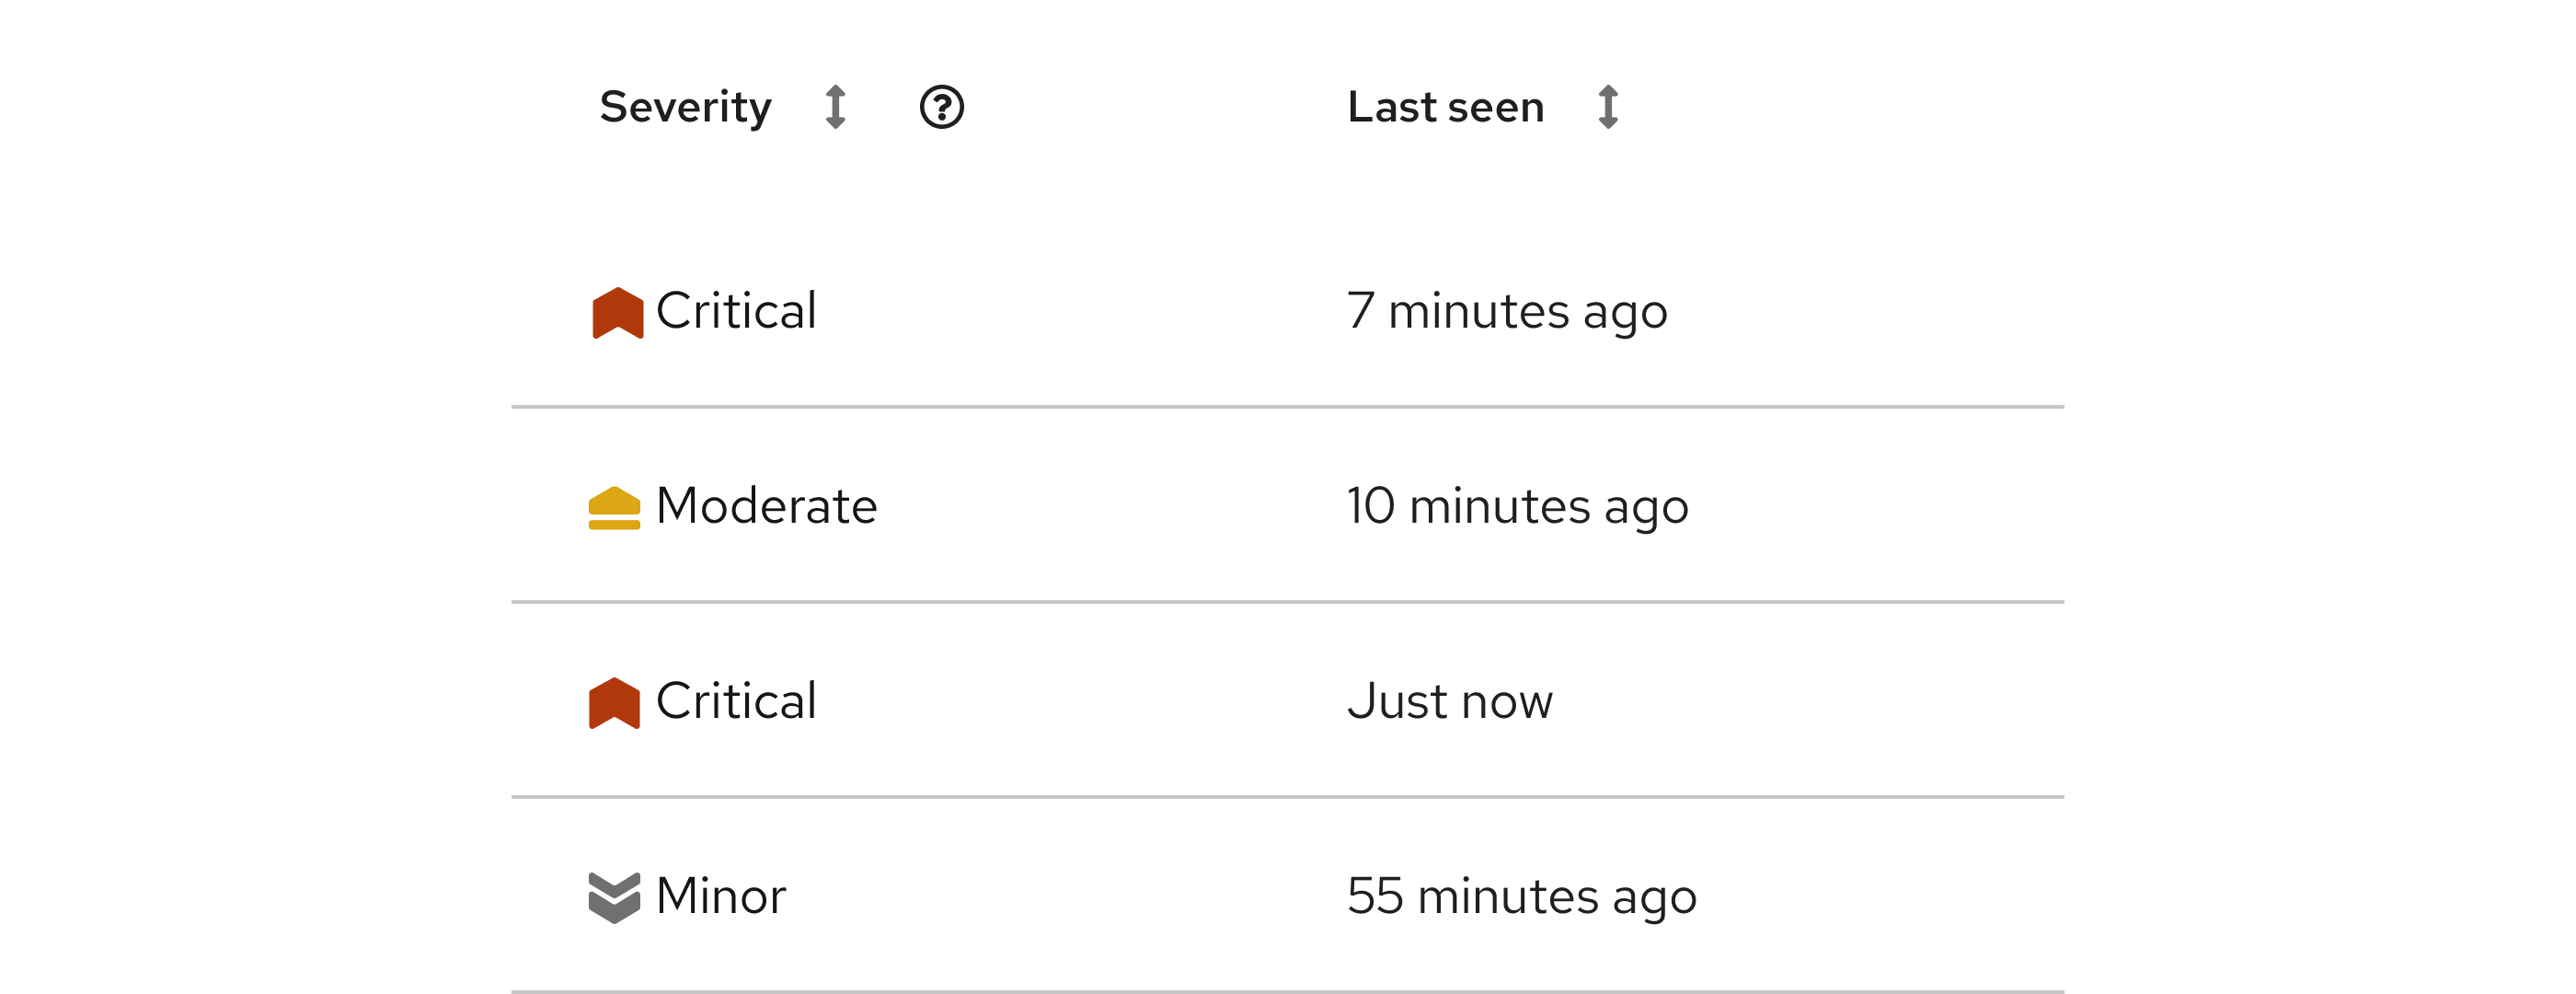 Severity Last seen
Critical 7 minutes ago
Moderate 10 minutes ago
Critical Just now
Minor 55 minutes ago